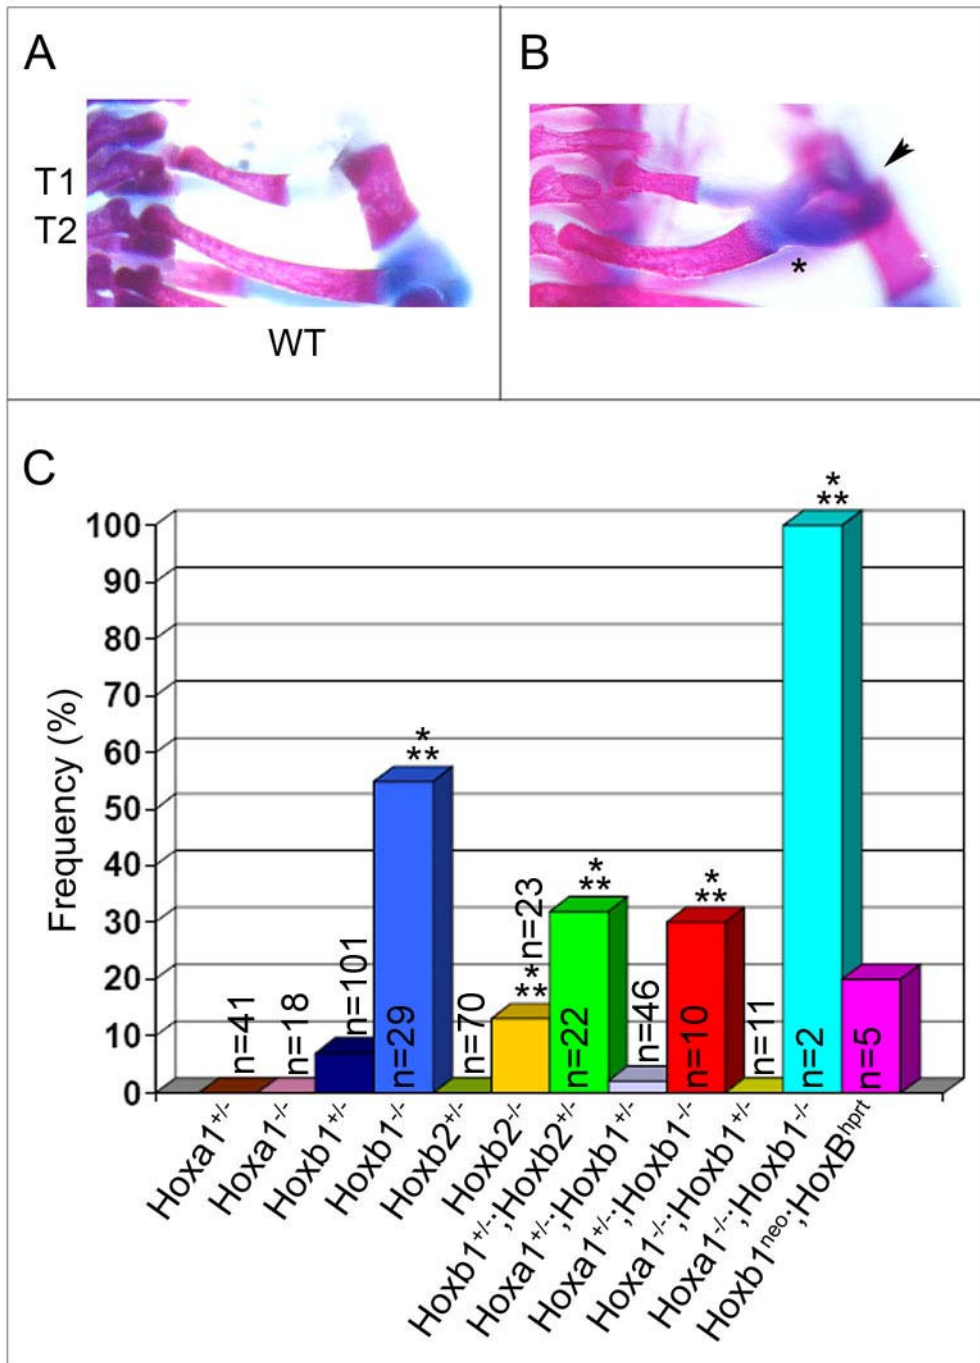 A
B
T1
T2
WT
*
C
Frequency (%)
100
90
80
70
60
50
40
30
20
10
0
n=41
n=18
n=101
n=29
*
**
n=70
n=23
*
**
n=22
*
**
n=46
n=10
*
**
n=11
n=2
*
**
n=5
Hoxa1+/-
Hoxa1-/-
Hoxb1+/-
Hoxb1-/-
Hoxb2+/-
Hoxb2-/-
Hoxb1+/-;Hoxb2+/-
Hoxa1+/-;Hoxb1+/-
Hoxa1+/-;Hoxb1-/-
Hoxa1-/-;Hoxb1+/-
Hoxa1-/-;Hoxb1-/-
Hoxb1neo;HoxBhprt